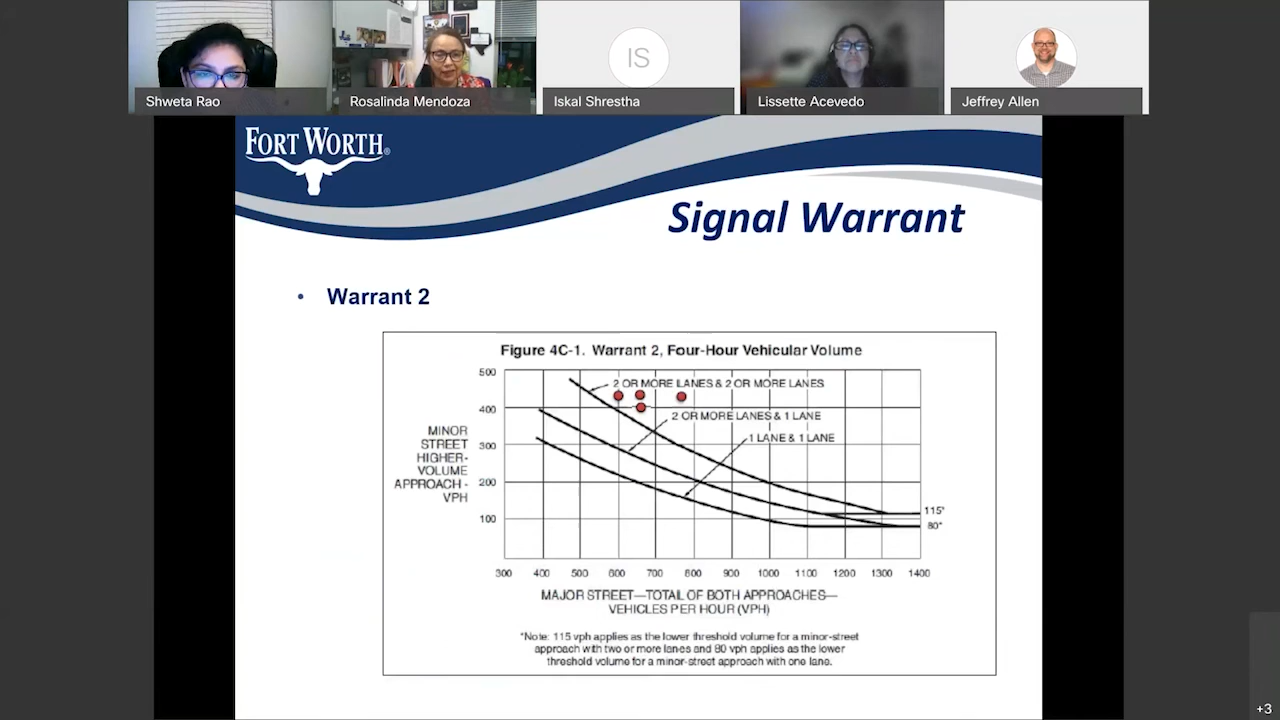 Shweta Rao
Rosalinda Mendoza
IS
Iskal Shrestha
Lissette Acevedo
Jeffrey Allen
FORT WORTH®
Signal Warrant
• Warrant 2
Figure 4C-1. Warrant 2, Four-Hour Vehicular Volume
500
400
300
200
100
2 OR MORE LANES & 2 OR MORE LANES
2 OR MORE LANES & 1 LANE
1 LANE & 1 LANE
MINOR
STREET
HIGHER-
VOLUME
APPROACH -
VPH
115*
80*
300 400 500 600 700 800 900 1000 1100 1200 1300 1400
MAJOR STREET—TOTAL OF BOTH APPROACHES—
VEHICLES PER HOUR (VPH)
*Note: 115 vph applies as the lower threshold volume for a minor-street
approach with two or more lanes and 80 vph applies as the lower
threshold volume for a minor-street approach with one lane.
+3